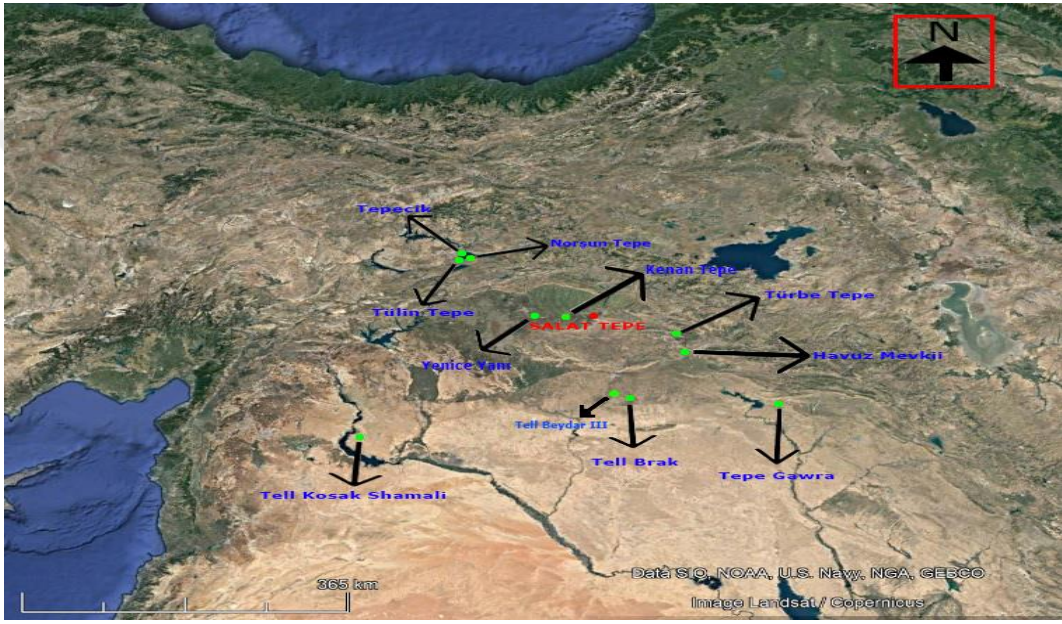 N
Tepecik
Norşun Tepe
Kenan Tepe
Türbe Tepe
Tülin Tepe
SALAT TEPE
Yenice Yanı
Havuz Mevkii
Tell Beydar III
Tell Brak
Tepe Gawra
Tell Kosak Shamali
365 km
Data SIO, NOAA, U.S. Navy, NGA, GEBCO
Image Landsat / Copernicus